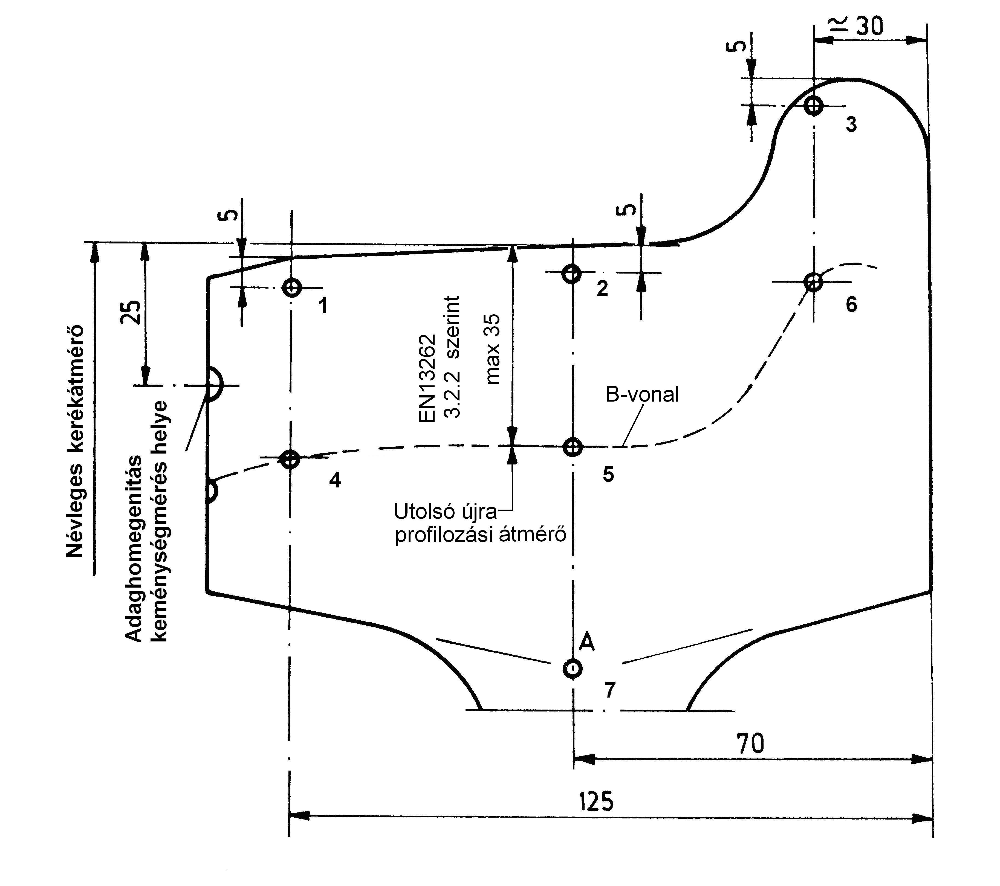 ≃ 30
5
3
5
5
1
2
6
25
Névleges kerékátmérő
Adaghomegenitás
keménységmérés helye
EN13262
3.2.2 szerint
max 35
B-vonal
4
5
Utolsó újra
profilozási átmérő
A
7
70
125